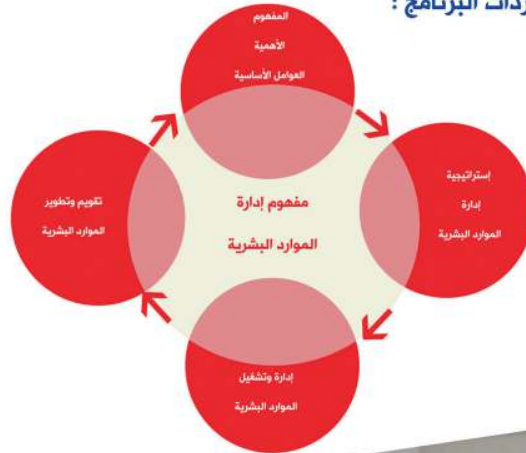 البرنامج :
المفهوم
الأهمية
العوامل الأساسية
إستراتيجية
إدارة
الموارد البشرية
إدارة وتشغيل
الموارد البشرية
تقويم وتطوير
الموارد البشرية
مفهوم إدارة
الموارد البشرية